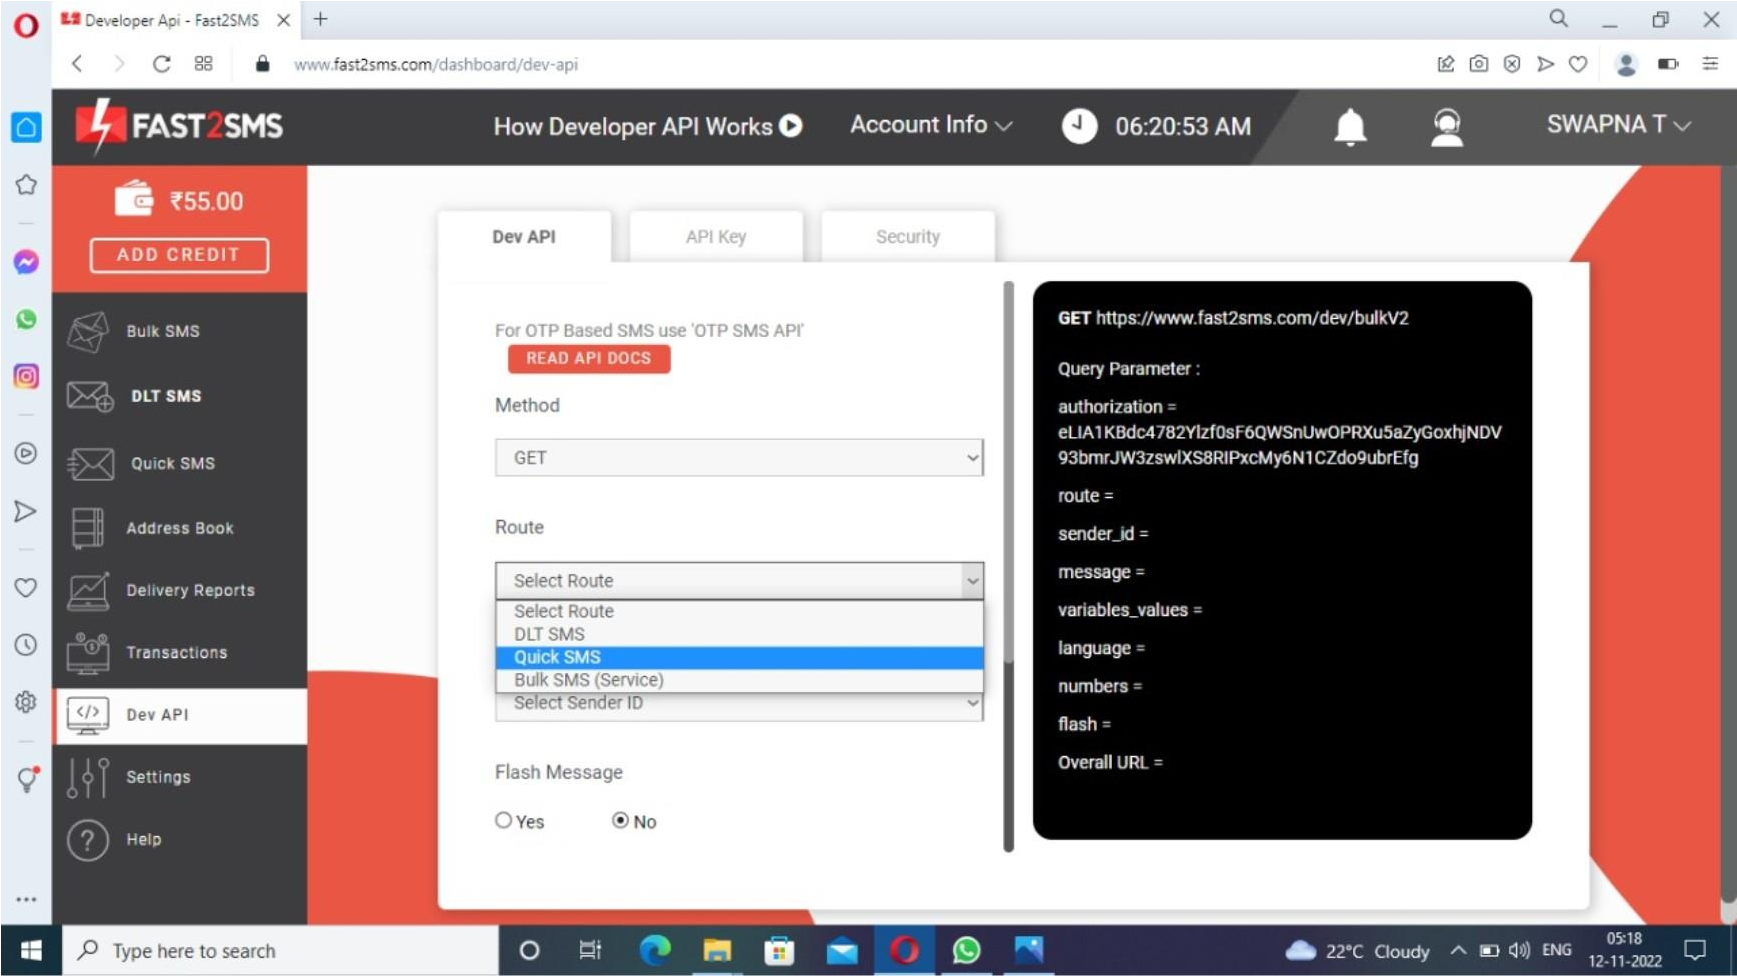 Developer Api - Fast2SMS
www.fast2sms.com/dashboard/dev-api
FAST2SMS
How Developer API Works
Account Info
06:20:53 AM
SWAPNA T
₹55.00
ADD CREDIT
Bulk SMS
DLT SMS
Quick SMS
Address Book
Delivery Reports
Transactions
Dev API
Settings
Help
Dev API
API Key
Security
For OTP Based SMS use 'OTP SMS API'
READ API DOCS
Method
GET
Route
Select Route
Select Route
DLT SMS
Quick SMS
Bulk SMS (Service)
Select Sender ID
Flash Message
Yes
No
GET https://www.fast2sms.com/dev/bulkV2
Query Parameter :
authorization =
eLIA1KBdc4782Ylzf0sF6QWSnUwOPRXu5aZyGoxhjNDV
93bmrJW3zswlXS8RIPxcMy6N1CZdo9ubrEfg
route =
sender_id =
message =
variables_values =
language =
numbers =
flash =
Overall URL =
Type here to search
22°C Cloudy
ENG
05:18
12-11-2022